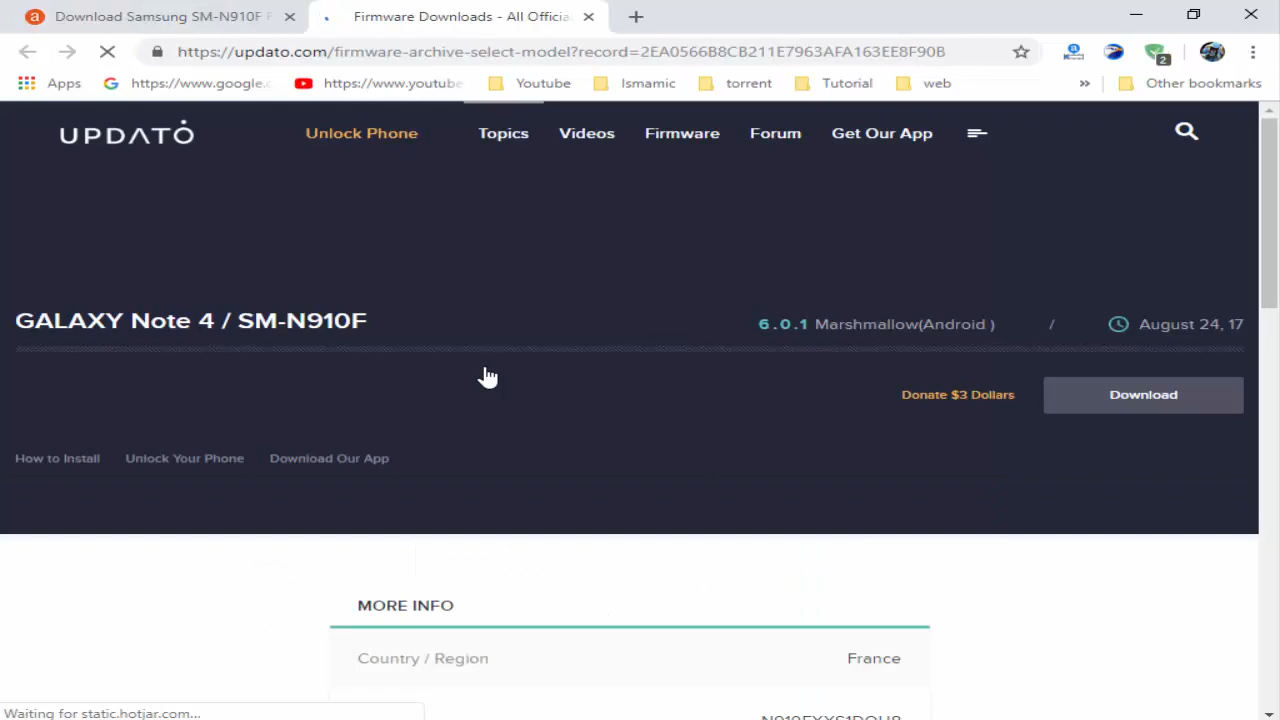 Download Samsung SM-N910F F
Firmware Downloads - All Officia
https://updato.com/firmware-archive-select-model?record=2EA0566B8CB211E7963AFA163EE8F90B
2
Apps
https://www.google.c
https://www.youtube
Youtube
Ismamic
torrent
Tutorial
web
»
Other bookmarks
UPDATO
Unlock Phone
Topics
Videos
Firmware
Forum
Get Our App
GALAXY Note 4 / SM-N910F
6.0.1 Marshmallow(Android )
/
August 24, 17
Donate $3 Dollars
Download
How to Install
Unlock Your Phone
Download Our App
MORE INFO
Country / Region
France
Waiting for static.hotjar.com...